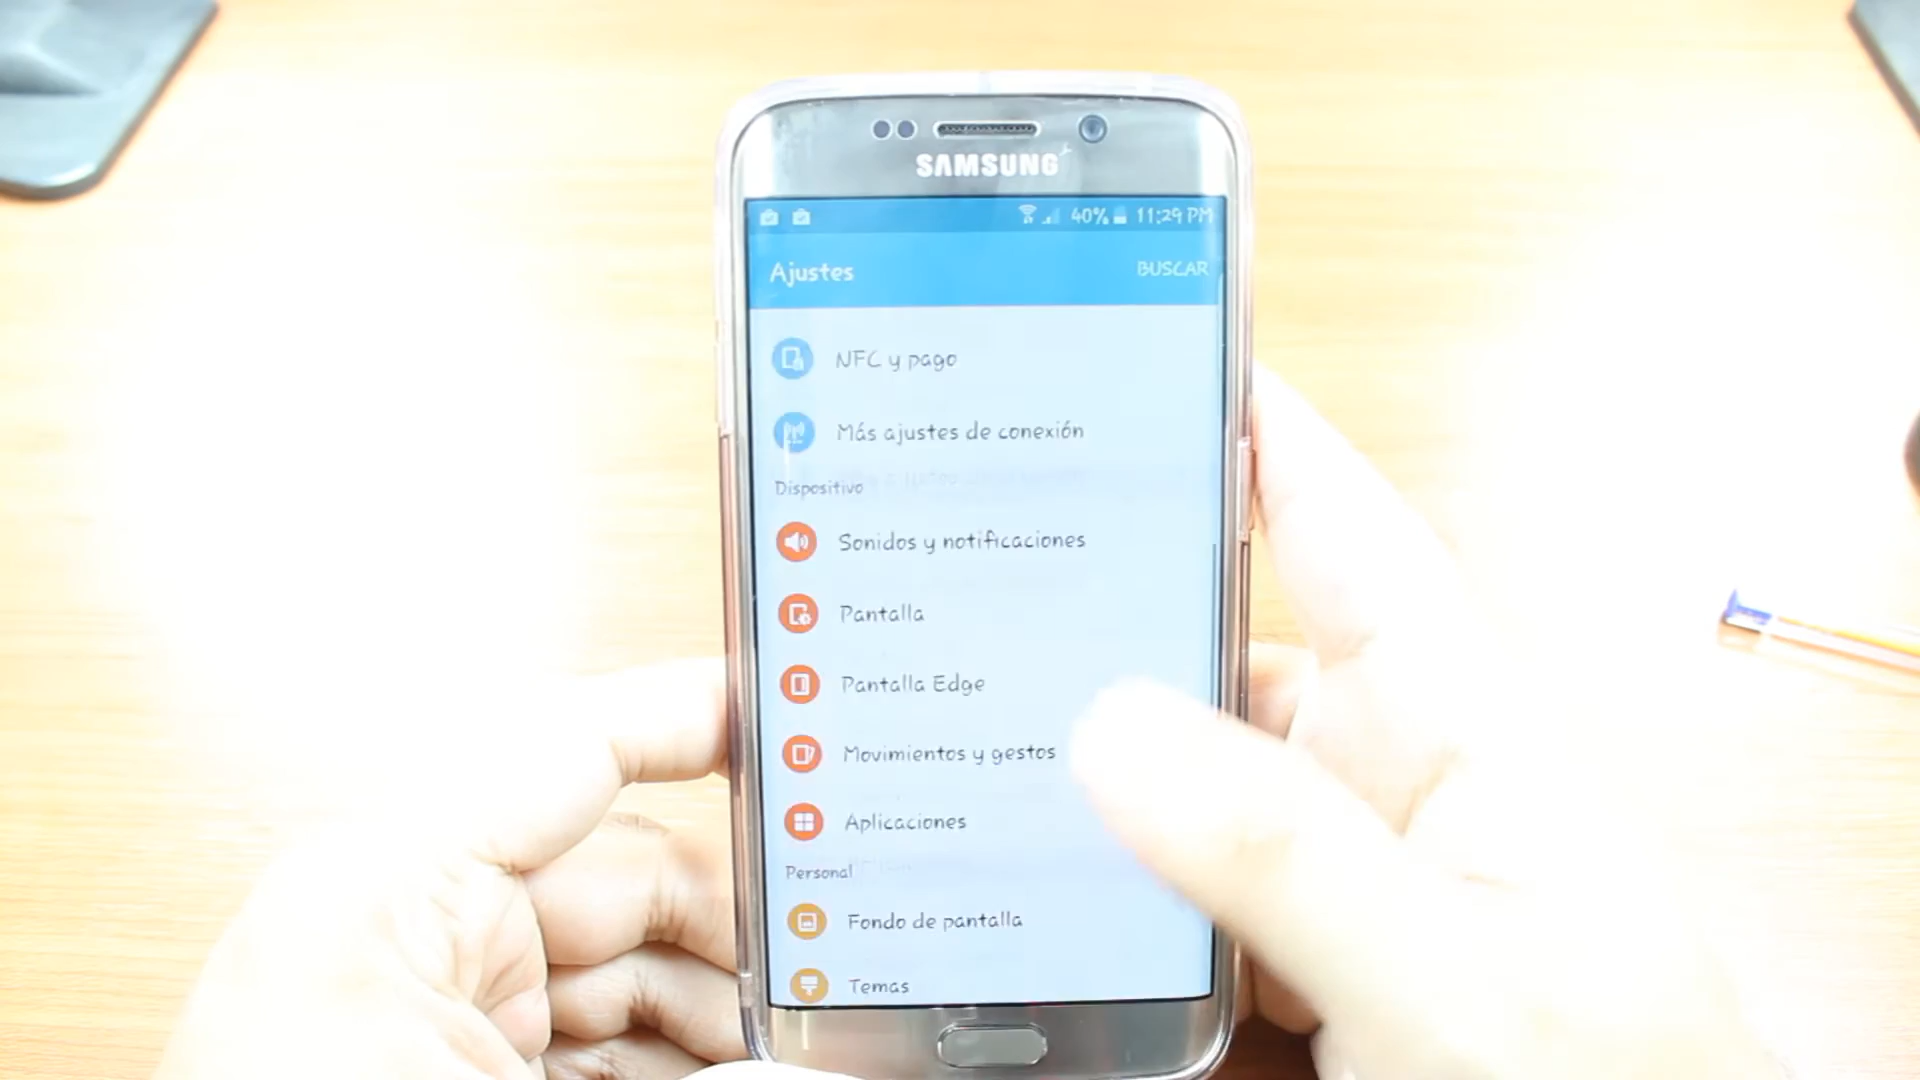 SAMSUNG
40% 11:29 PM
Ajustes BUSCAR
NFC y pago
Más ajustes de conexión
Dispositivo
Sonidos y notificaciones
Pantalla
Pantalla Edge
Movimientos y gestos
Aplicaciones
Personal
Fondo de pantalla
Temas